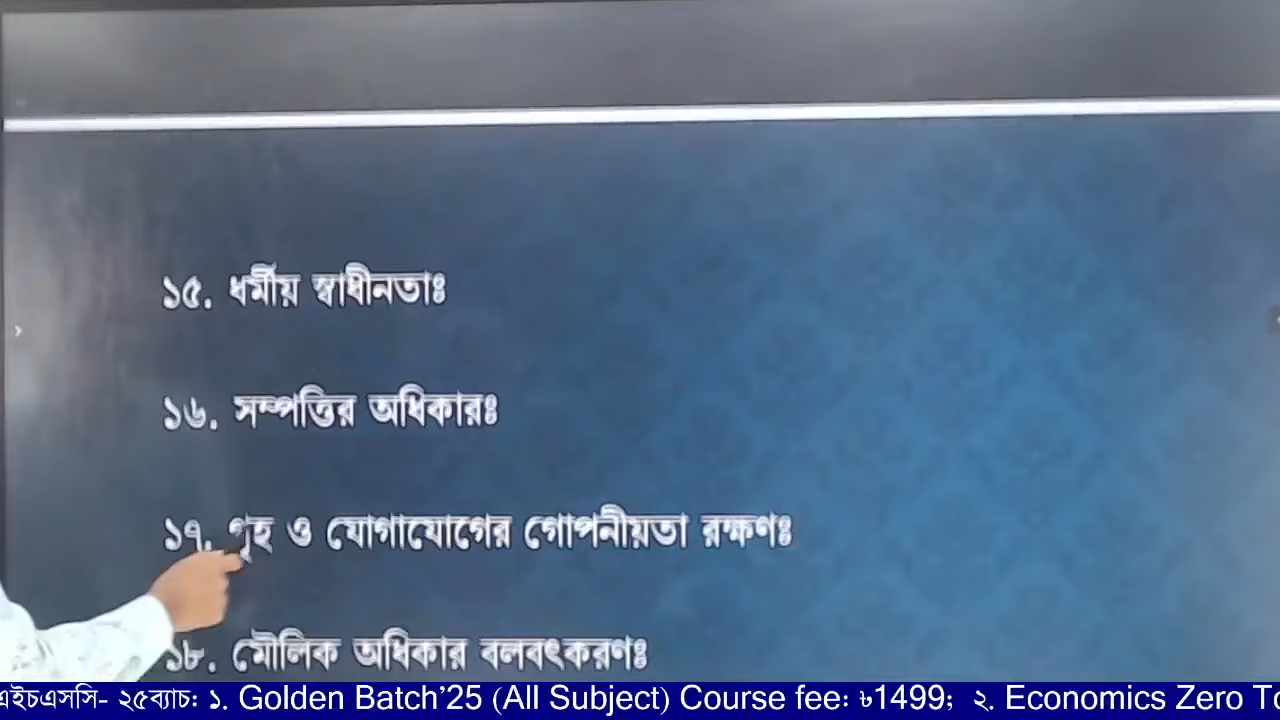 ১৫. ধর্মীয় স্বাধীনতাঃ
১৬. সম্পত্তির অধিকারঃ
১৭. গৃহ ও যোগাযোগের গোপনীয়তা রক্ষণঃ
১৮. মৌলিক অধিকার বলবৎকরণঃ
এইচএসসি- ২৫ব্যাচ: ১. Golden Batch’25 (All Subject) Course fee: ৳1499; ২. Economics Zero To